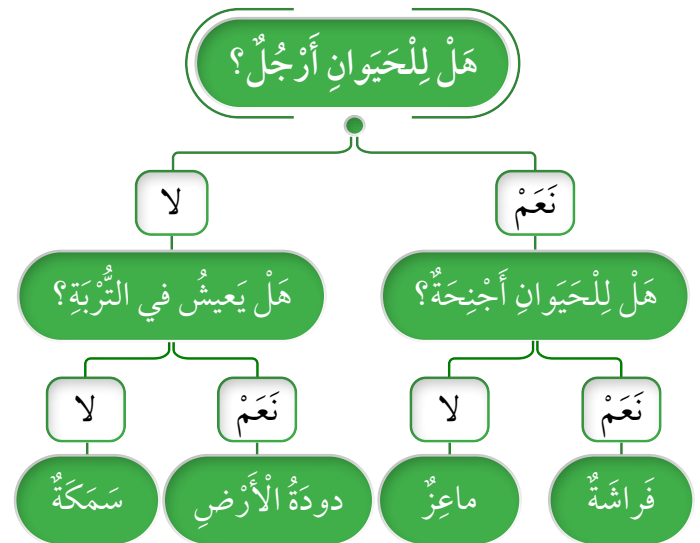 هَلْ لِلْحَيَوانِ أَرْجُلٌ؟
نَعَمْ
لا
هَلْ لِلْحَيَوانِ أَجْنِحَةٌ؟
هَلْ يَعيشُ في التُّرْبَةِ؟
نَعَمْ
لا
نَعَمْ
لا
فَراشَةٌ
ماعِزٌ
دودَةُ الْأَرْضِ
سَمَكَةٌ